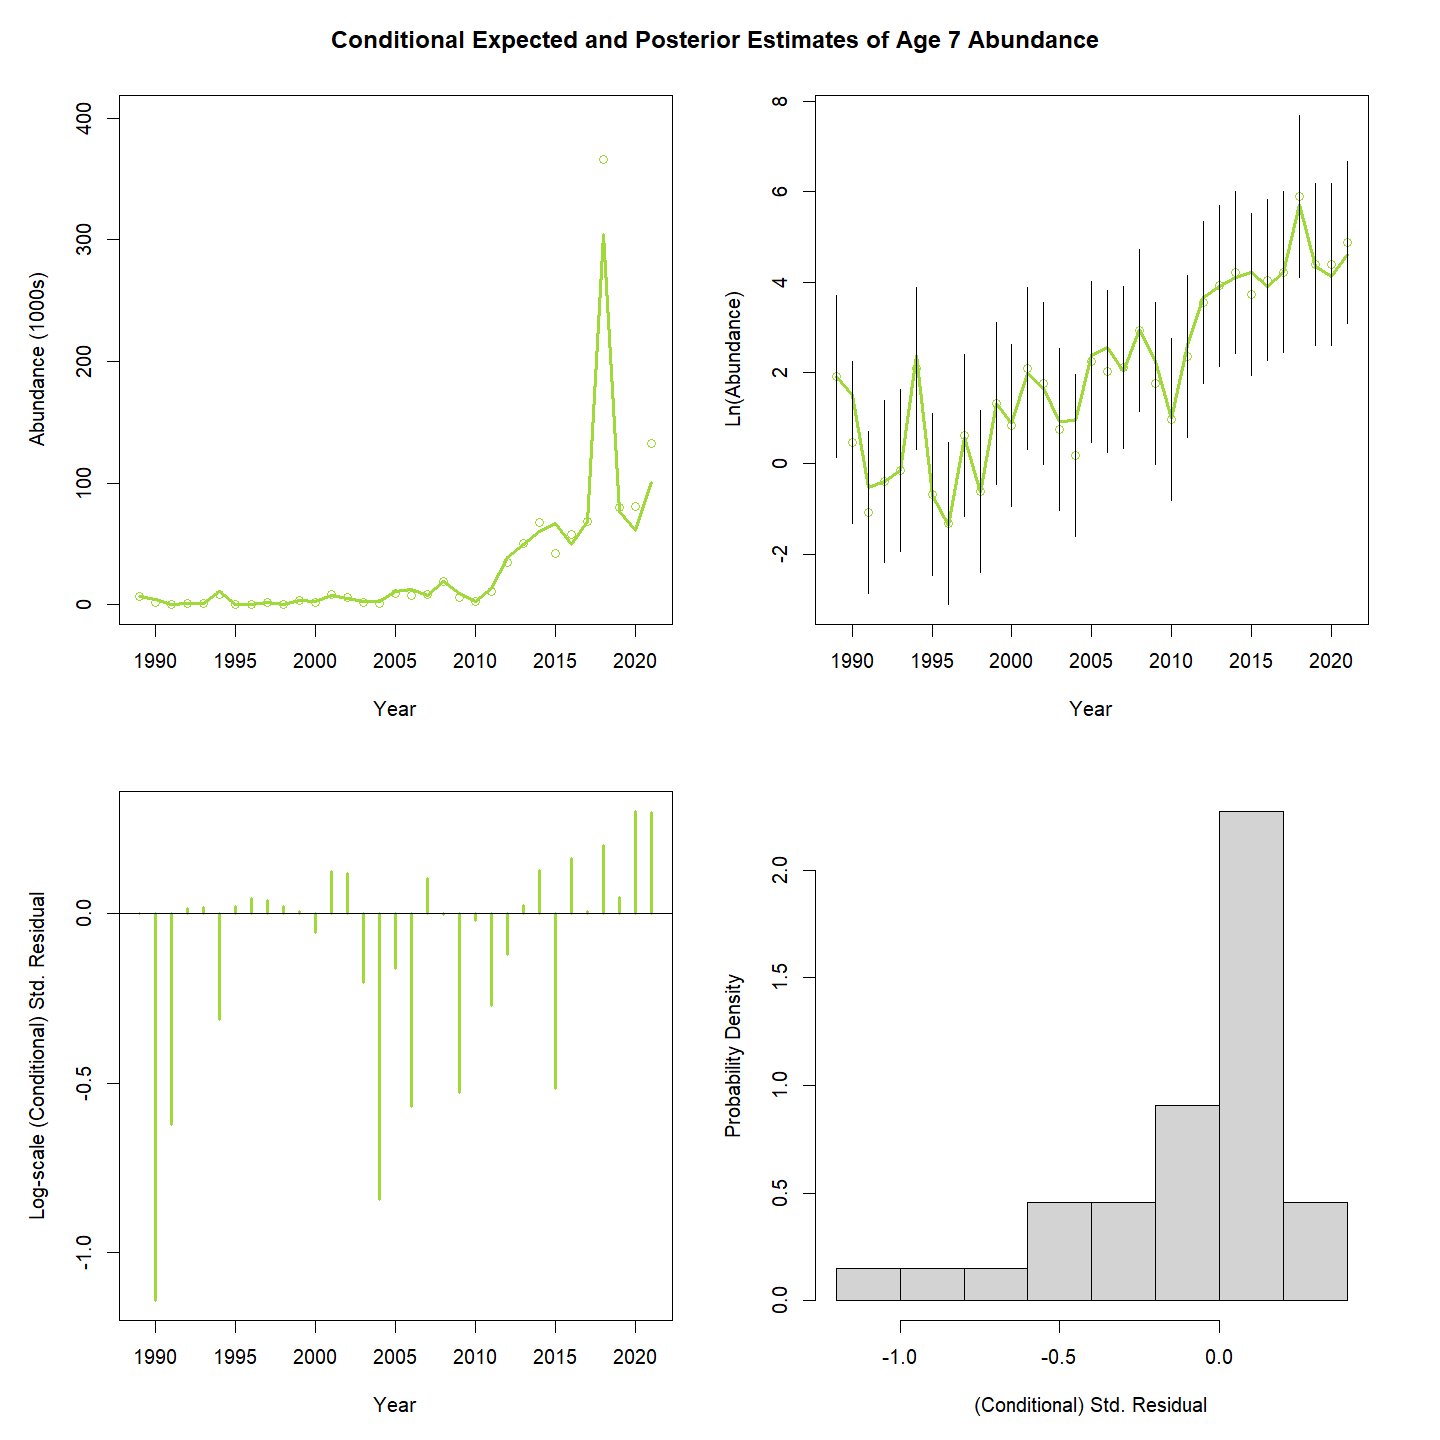 Conditional Expected and Posterior Estimates of Age 7 Abundance
Abundance (1000s)
400
300
200
100
0
1990 1995 2000 2005 2010 2015 2020
Year
Ln(Abundance)
8
6
4
2
0
-2
1990 1995 2000 2005 2010 2015 2020
Year
Log-scale (Conditional) Std. Residual
0.0
-0.5
-1.0
1990 1995 2000 2005 2010 2015 2020
Year
Probability Density
2.0
1.5
1.0
0.5
0.0
-1.0 -0.5 0.0
(Conditional) Std. Residual